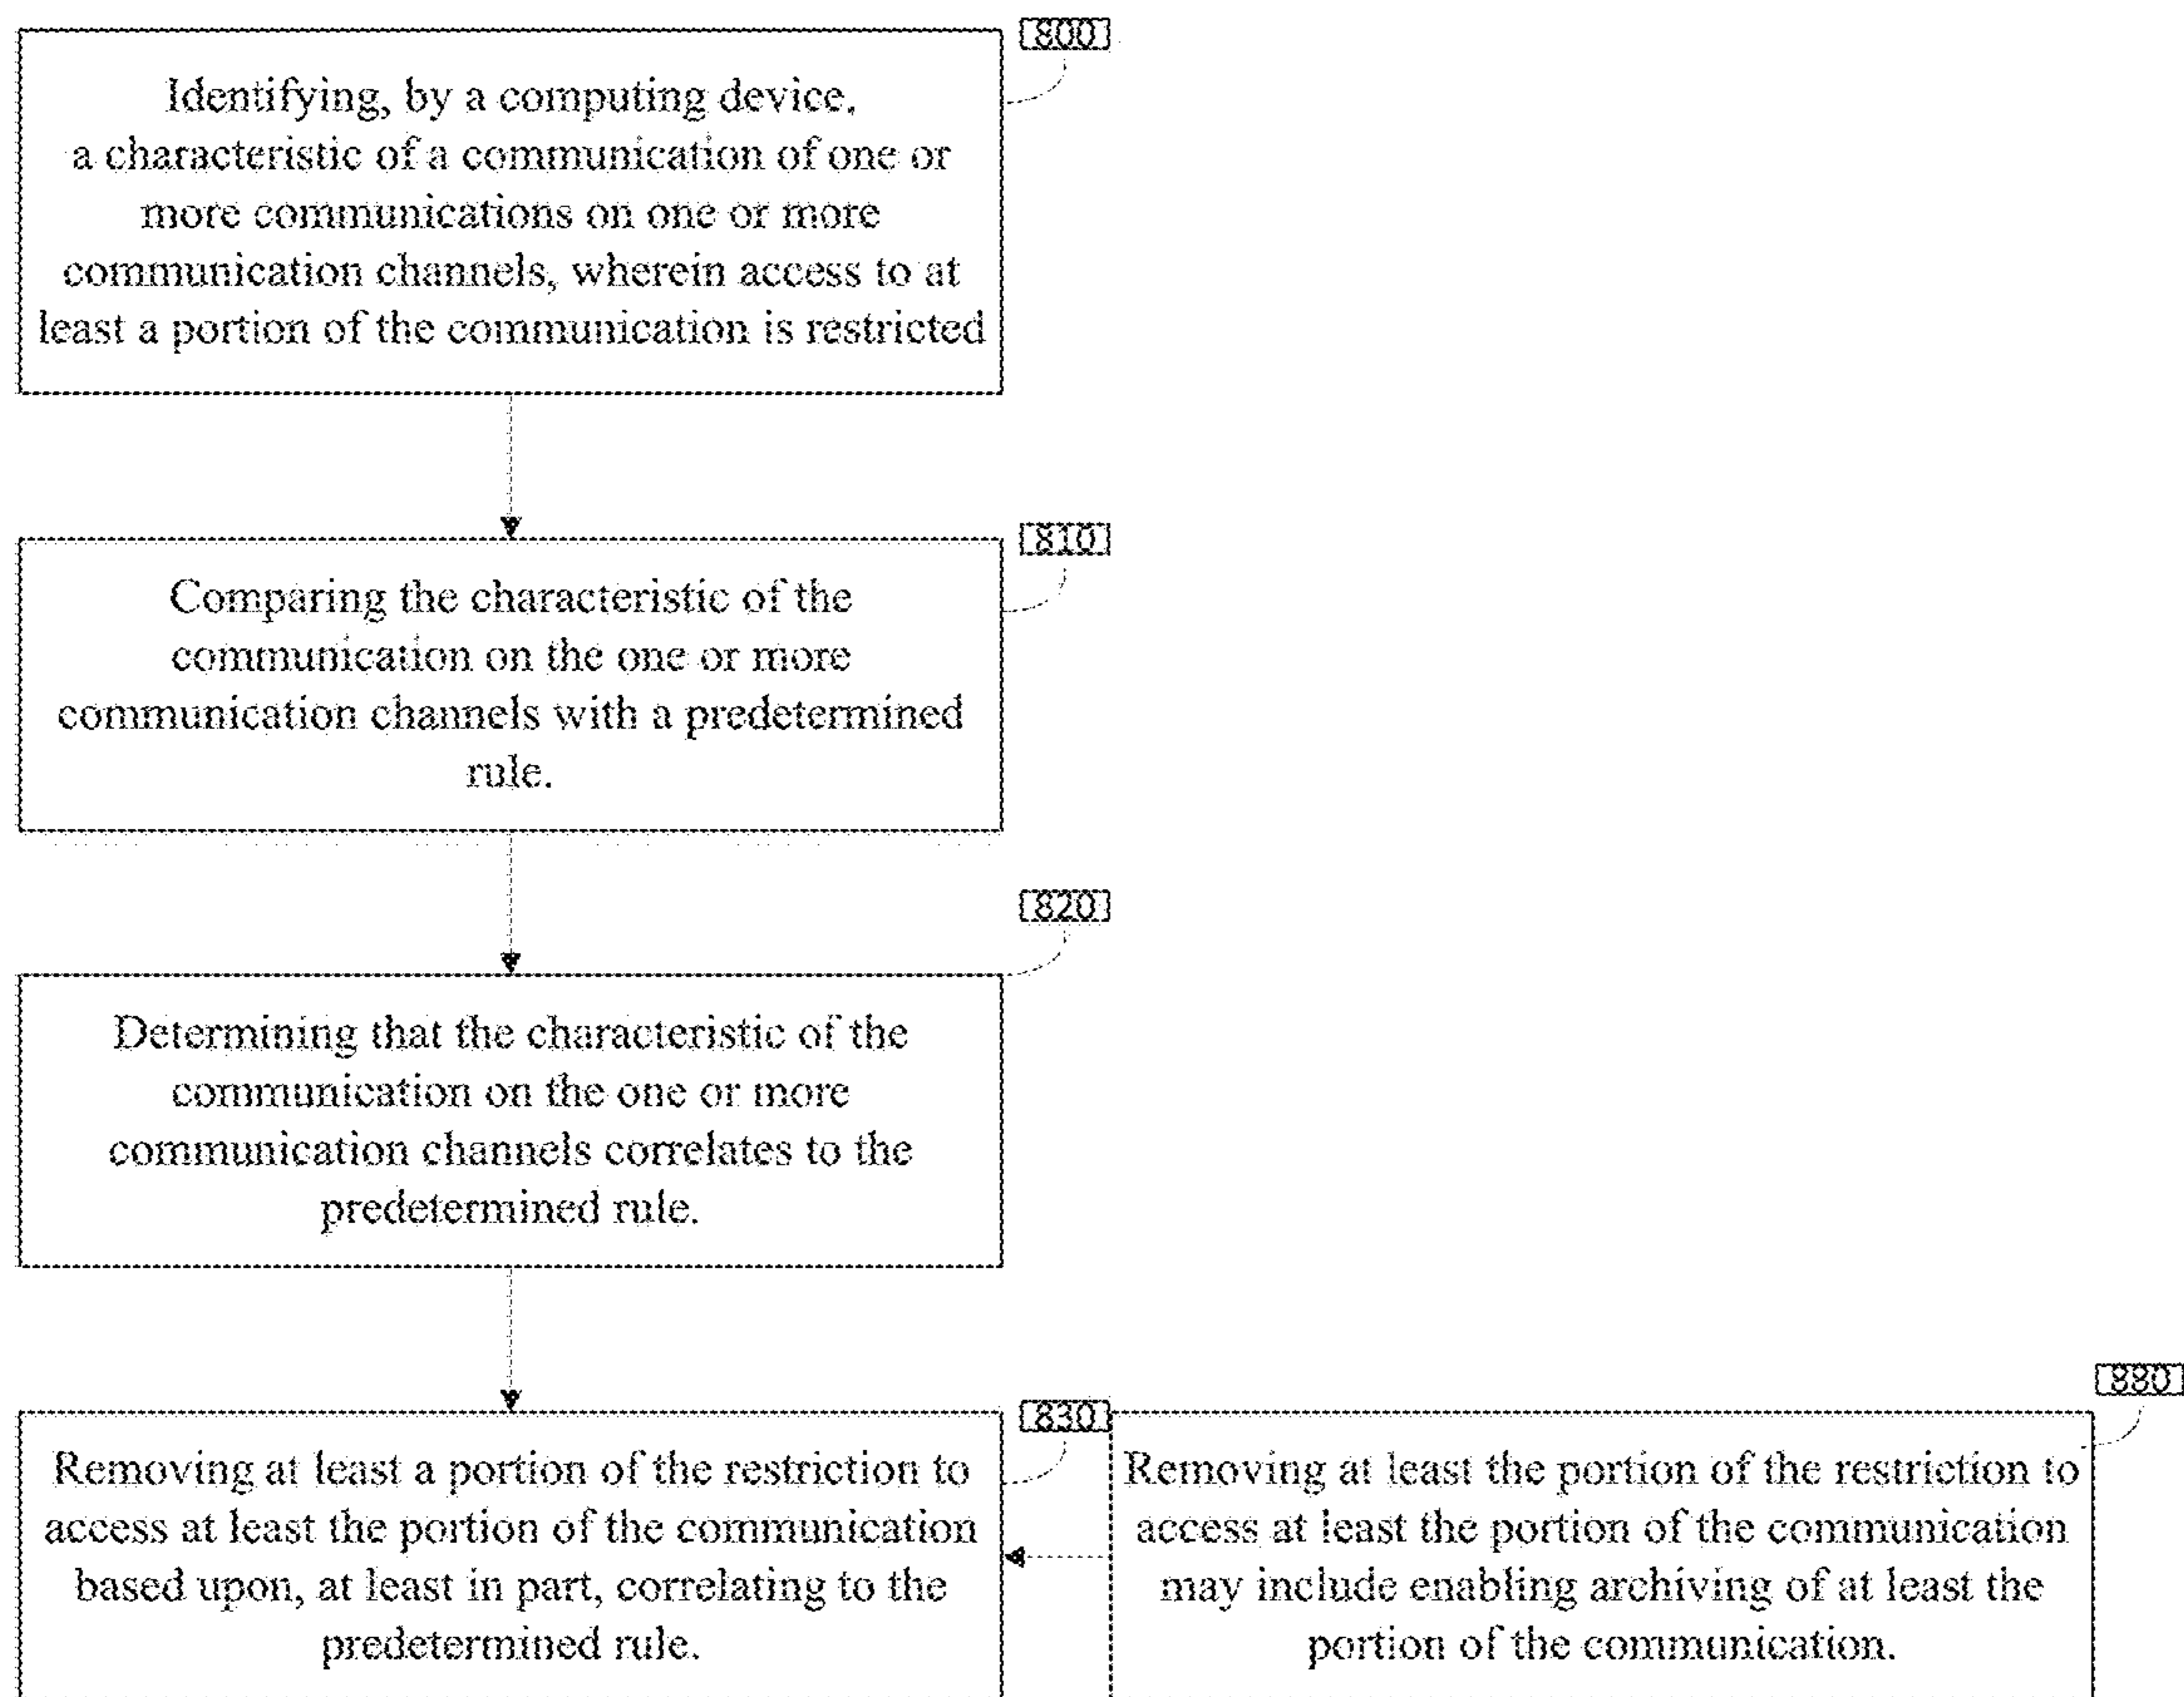 800
Identifying, by a computing device,
a characteristic of a communication of one or
more communications on one or more
communication channels, wherein access to at
least a portion of the communication is restricted
810
Comparing the characteristic of the
communication on the one or more
communication channels with a predetermined
rule.
820
Determining that the characteristic of the
communication on the one or more
communication channels correlates to the
predetermined rule.
830
Removing at least a portion of the restriction to
access at least the portion of the communication
based upon, at least in part, correlating to the
predetermined rule.
880
Removing at least the portion of the restriction to
access at least the portion of the communication
may include enabling archiving of at least the
portion of the communication.